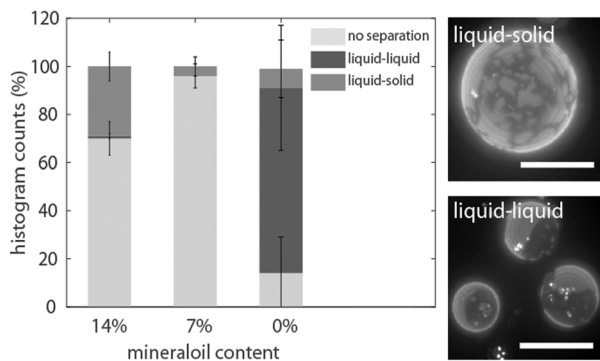 histogram counts (%)
120
100
80
60
40
20
0
no separation
liquid-liquid
liquid-solid
14%
7%
0%
mineraloil content
liquid-solid
liquid-liquid